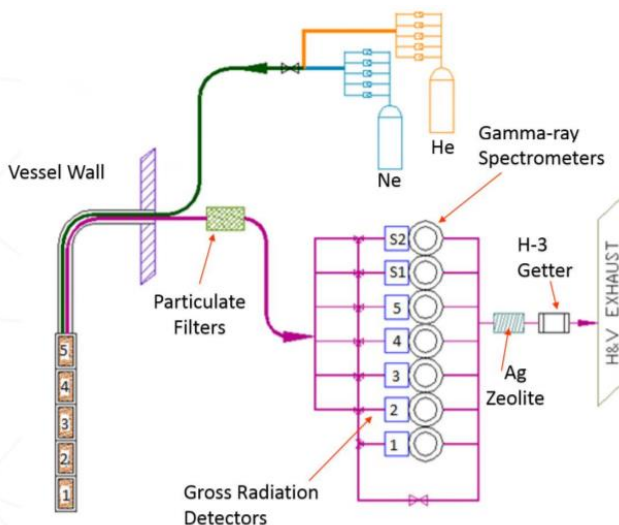 He
Ne
Gamma-ray
Spectrometers
Vessel Wall
Particulate
Filters
S2
S1
5
4
3
2
1
H-3
Getter
H&V EXHAUST
Ag
Zeolite
5
4
3
2
1
Gross Radiation
Detectors